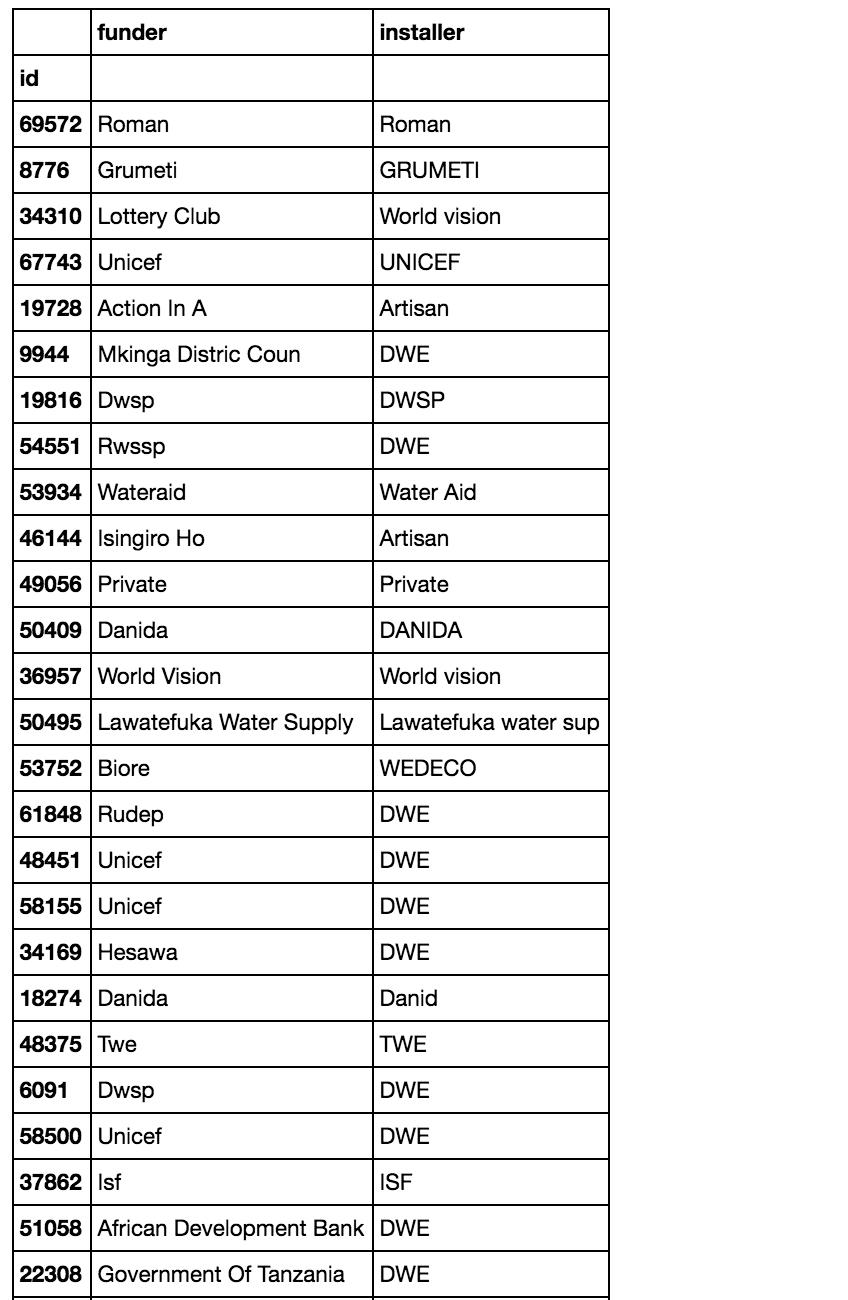 funder installer
id
69572 Roman Roman
8776 Grumeti GRUMETI
34310 Lottery Club World vision
67743 Unicef UNICEF
19728 Action In A Artisan
9944 Mkinga Distric Coun DWE
19816 Dwsp DWSP
54551 Rwssp DWE
53934 Wateraid Water Aid
46144 Isingiro Ho Artisan
49056 Private Private
50409 Danida DANIDA
36957 World Vision World vision
50495 Lawatefuka Water Supply Lawatefuka water sup
53752 Biore WEDECO
61848 Rudep DWE
48451 Unicef DWE
58155 Unicef DWE
34169 Hesawa DWE
18274 Danida Danid
48375 Twe TWE
6091 Dwsp DWE
58500 Unicef DWE
37862 Isf ISF
51058 African Development Bank DWE
22308 Government Of Tanzania DWE